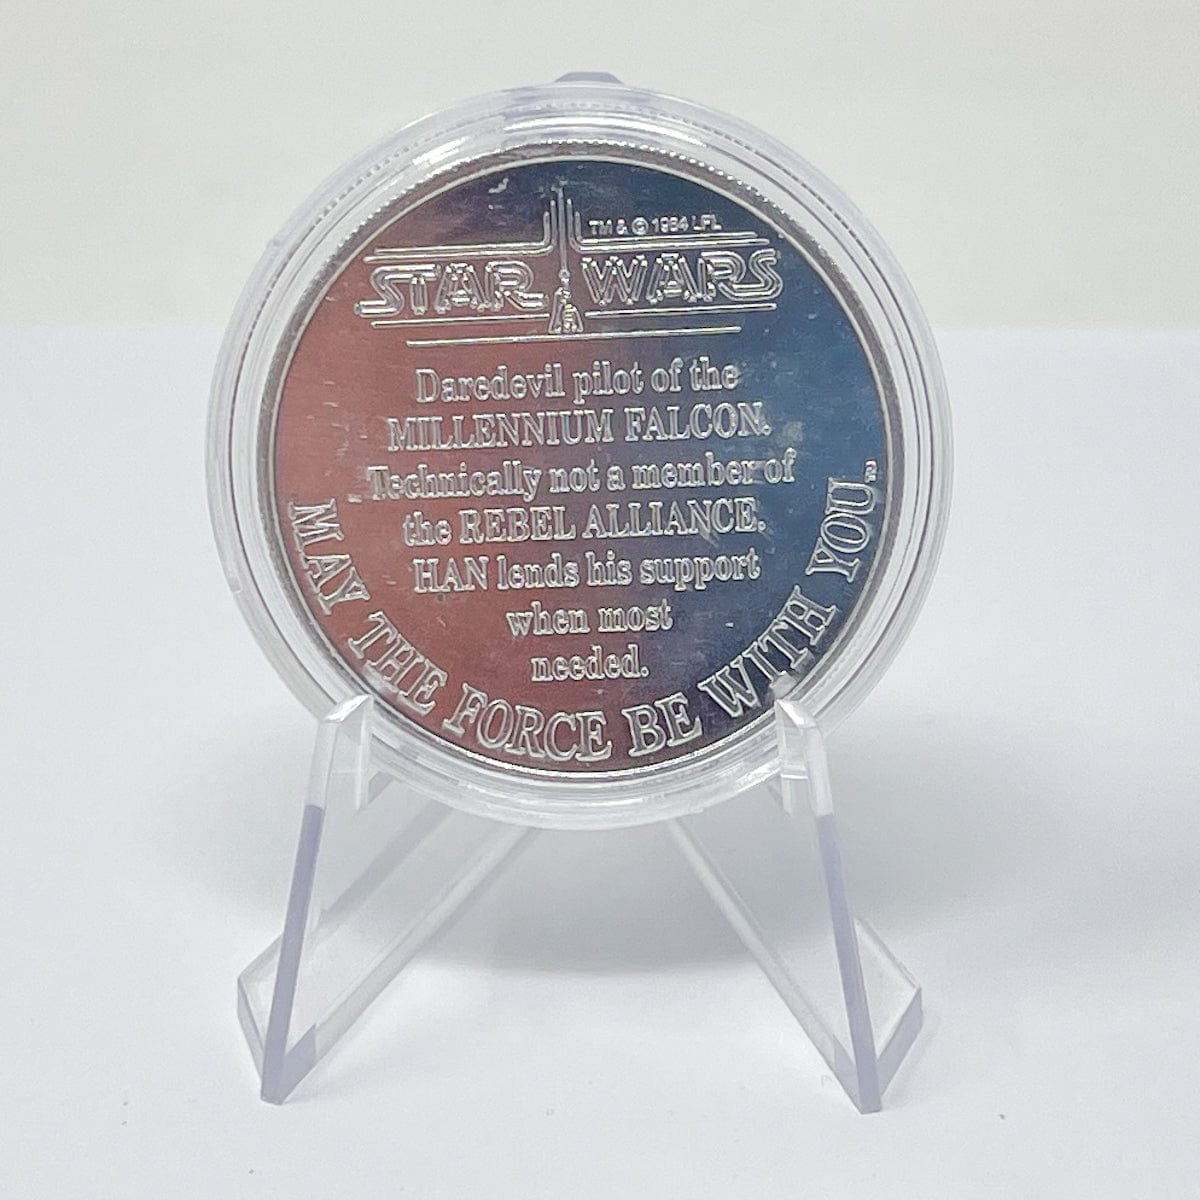 TM & © 1984 LFL
STAR WARS
Daredevil pilot of the
MILLENNIUM FALCON.
Technically not a member of
the REBEL ALLIANCE.
HAN lends his support
when most
needed.
"MAY THE FORCE BE WITH YOU."